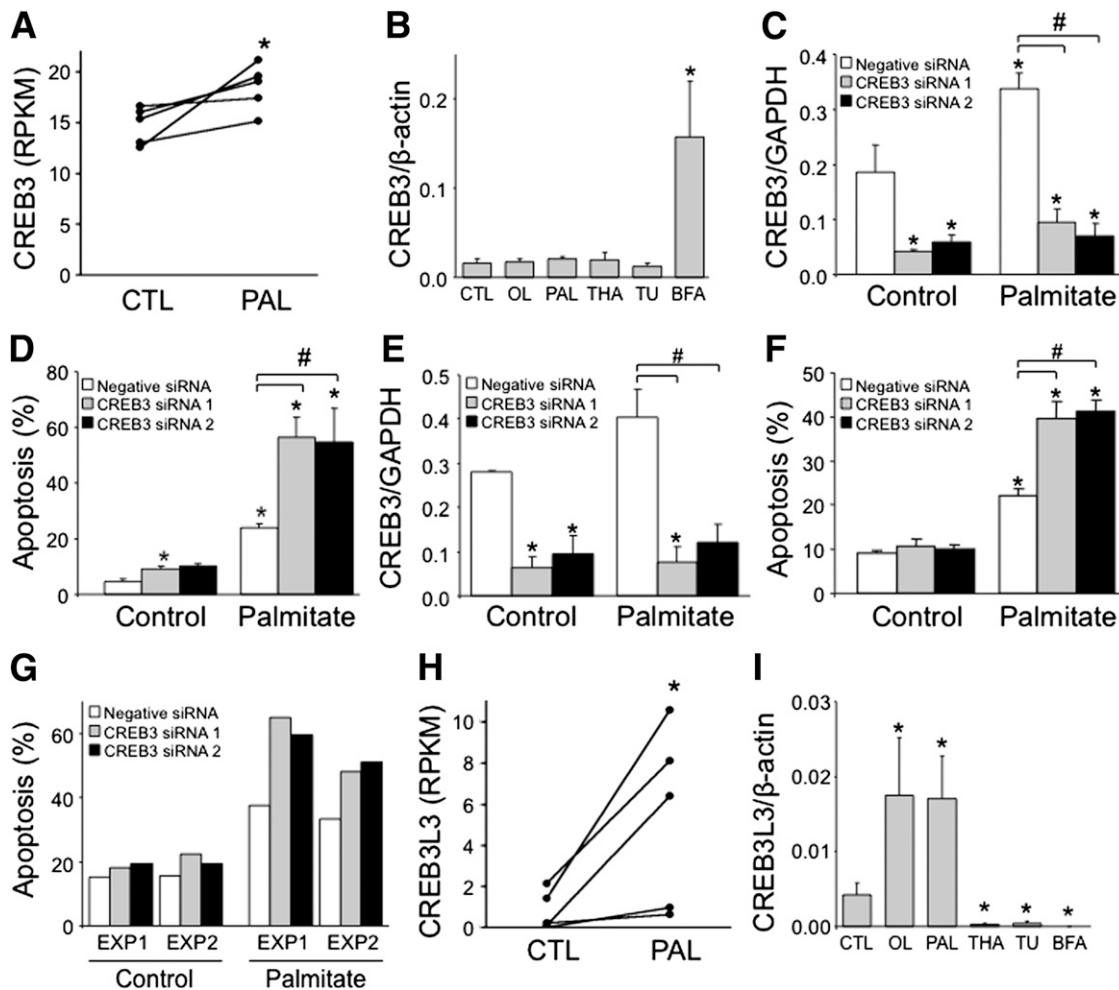 A
CREB3 (RPKM)
20
15
10
5
0
*
CTL PAL
B
CREB3/β-actin
0.2
0.1
0.0
*
CTL OL PAL THA TU BFA
C
CREB3/GAPDH
0.4
0.3
0.2
0.1
0.0
Negative siRNA
CREB3 siRNA 1
CREB3 siRNA 2
#
* * * * *
Control Palmitate
D
Apoptosis (%)
80
60
40
20
0
Negative siRNA
CREB3 siRNA 1
CREB3 siRNA 2
#
* * * *
Control Palmitate
E
CREB3/GAPDH
0.5
0.4
0.3
0.2
0.1
0.0
Negative siRNA
CREB3 siRNA 1
CREB3 siRNA 2
#
* * *
Control Palmitate
F
Apoptosis (%)
50
40
30
20
10
0
Negative siRNA
CREB3 siRNA 1
CREB3 siRNA 2
#
* * *
Control Palmitate
G
Apoptosis (%)
60
40
20
0
Negative siRNA
CREB3 siRNA 1
CREB3 siRNA 2
EXP1 EXP2 EXP1 EXP2
Control Palmitate
H
CREB3L3 (RPKM)
10
8
6
4
2
0
*
CTL PAL
I
CREB3L3/β-actin
0.03
0.02
0.01
0.00
* * * * *
CTL OL PAL THA TU BFA